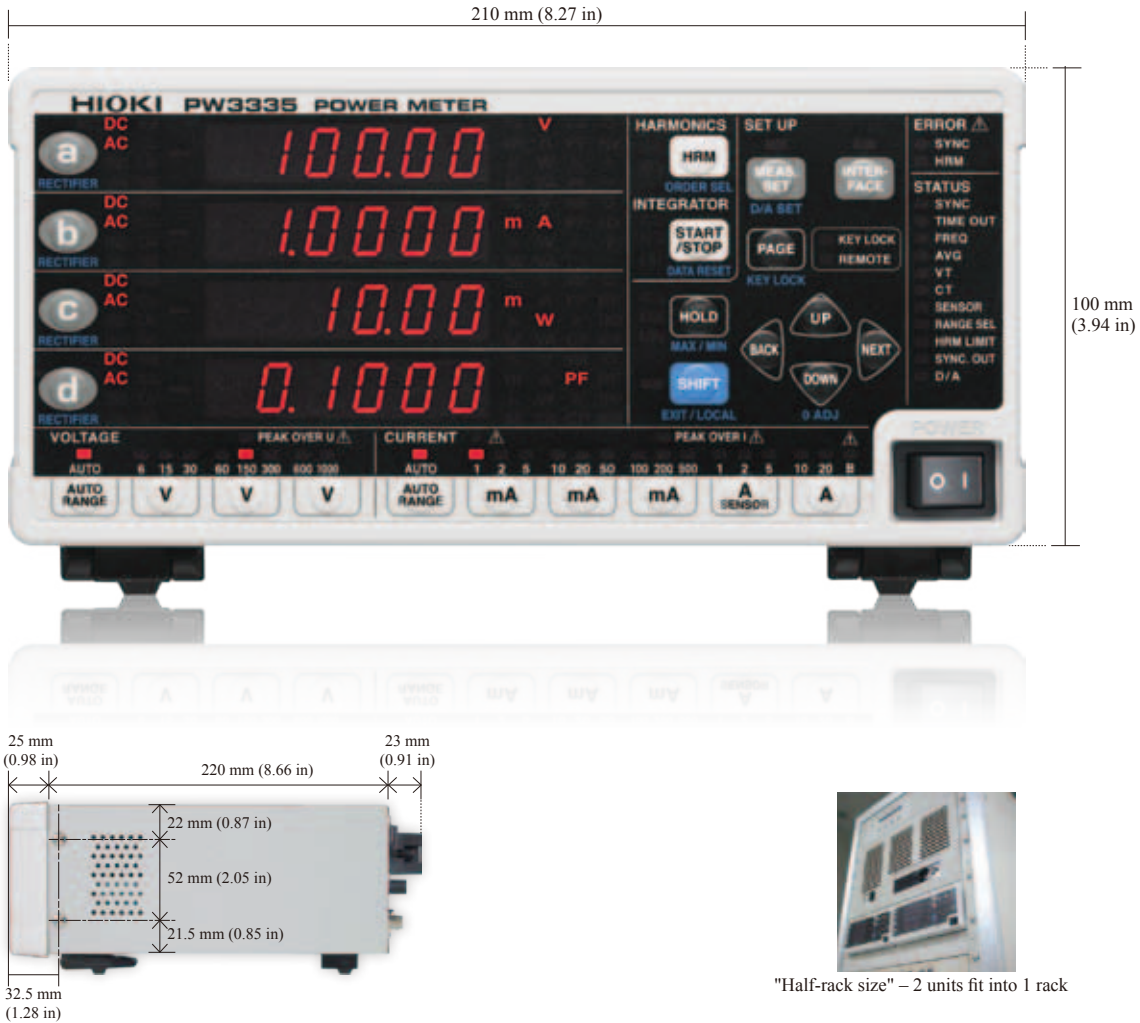 210 mm (8.27 in)
HIOKI PW3335 POWER METER
a
DC
AC
RECTIFIER
100.00
V
b
DC
AC
RECTIFIER
1.0000
m A
c
DC
AC
RECTIFIER
10.00
m
W
d
DC
AC
RECTIFIER
0.1000
PF
HARMONICS
HRM
ORDER SEL
INTEGRATOR
START
/STOP
DATA RESET
HOLD
MAX / MIN
SHIFT
EXIT / LOCAL
SET UP
MEAS.
SET
D/A SET
INTER-
FACE
PAGE
KEY LOCK
KEY LOCK
REMOTE
UP
BACK
NEXT
DOWN
0 ADJ
ERROR ⚠
SYNC
HRM
STATUS
SYNC
TIME OUT
FREQ
AVG
VT
CT
SENSOR
RANGE SEL
HRM LIMIT
SYNC. OUT
D/A
POWER
O I
VOLTAGE PEAK OVER U ⚠
AUTO 6 15 30 60 150 300 600 1000
AUTO
RANGE
V
V
V
CURRENT ⚠ PEAK OVER I ⚠ ⚠
AUTO 1 2 5 10 20 50 100 200 500 1 2 5 10 20
AUTO
RANGE
mA
mA
mA
A
SENSOR
A
100 mm
(3.94 in)
25 mm
(0.98 in)
220 mm (8.66 in)
23 mm
(0.91 in)
22 mm (0.87 in)
52 mm (2.05 in)
21.5 mm (0.85 in)
32.5 mm
(1.28 in)
"Half-rack size" – 2 units fit into 1 rack